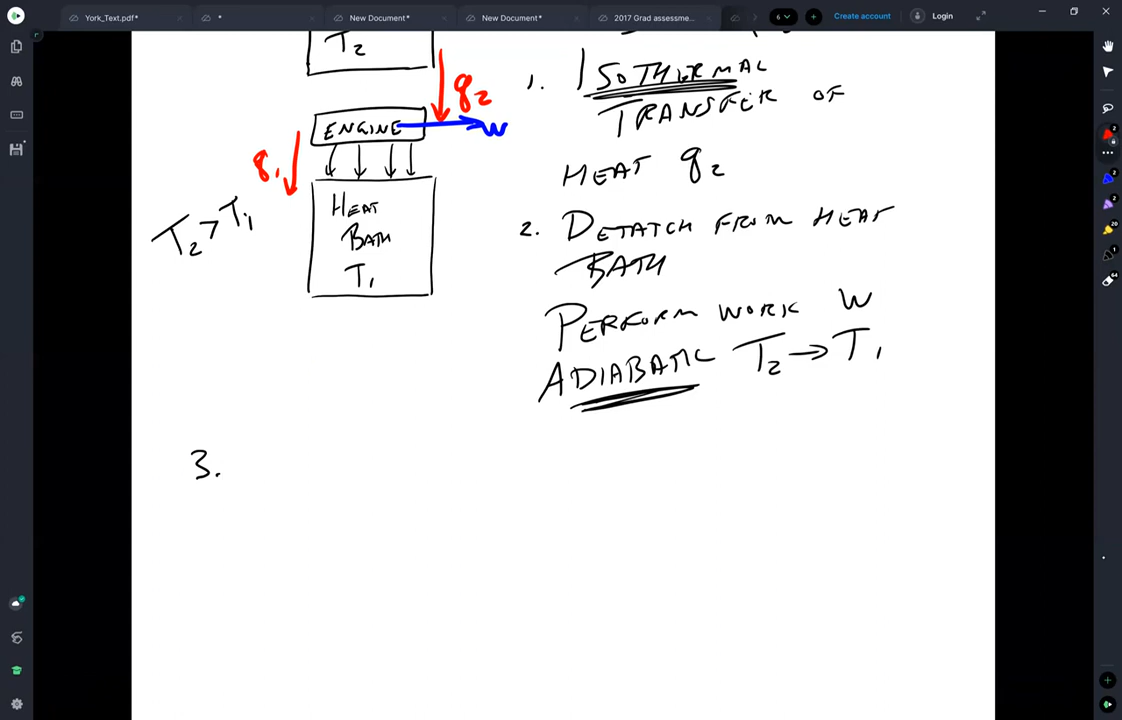 York_Text.pdf*
*
New Document*
New Document*
2017 Grad assessme...
6
Create account
Login
T2
q2
1. ISOTHERMAL
TRANSFER OF
HEAT q2
ENGINE
W
q1
T2 > T1
HEAT
BATH
T1
2. DETATCH FROM HEAT
BATH
PERFORM WORK W
ADIABATIC T2 → T1
3.